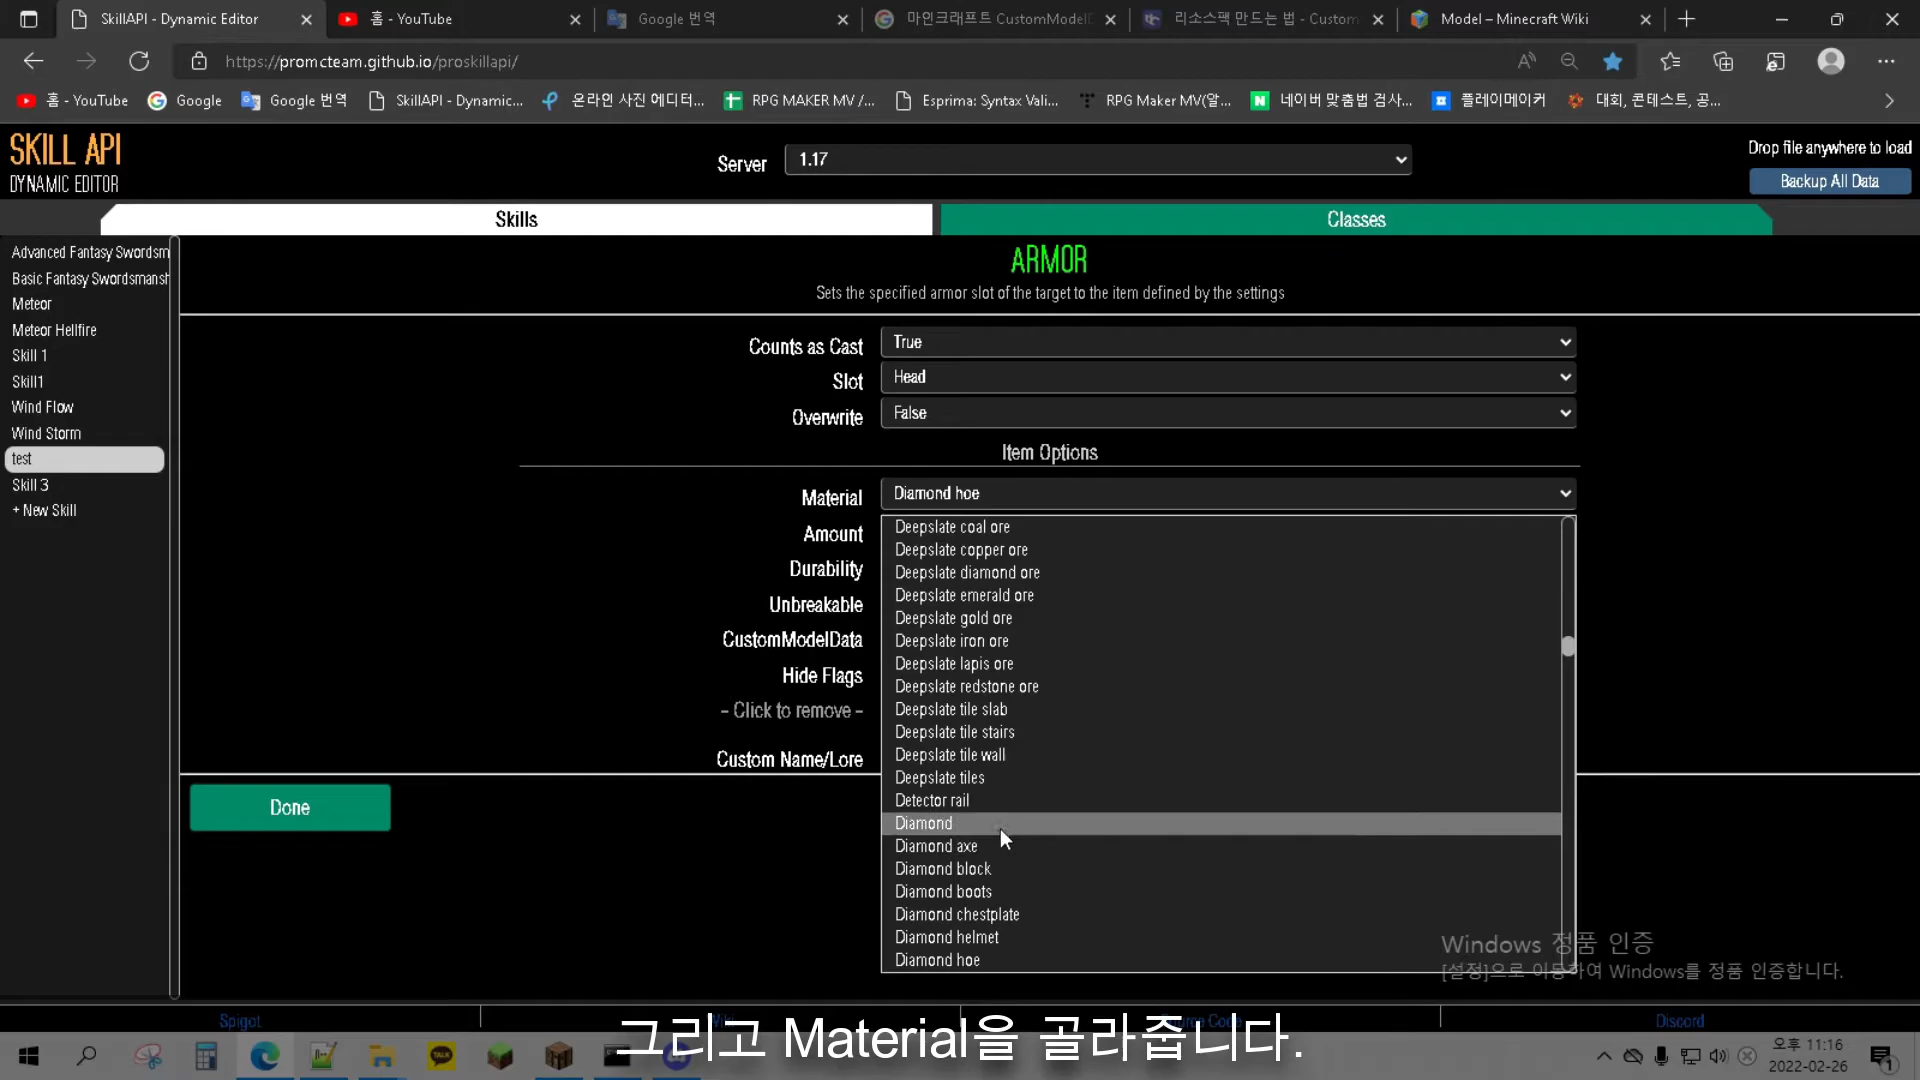 SkillAPI - Dynamic Editor
홈 - YouTube
Google 번역
마인크래프트 CustomModelD
리소스팩 만드는 법 - Custom
Model – Minecraft Wiki
https://promcteam.github.io/proskillapi/
홈 - YouTube
Google
Google 번역
SkillAPI - Dynamic...
온라인 사진 에디터...
RPG MAKER MV /...
Esprima: Syntax Vali...
RPG Maker MV(알...
네이버 맞춤법 검사...
플레이메이커
대회, 콘테스트, 공...
SKILL API
DYNAMIC EDITOR
Server
1.17
Drop file anywhere to load
Backup All Data
Skills
Classes
Advanced Fantasy Swordsm
Basic Fantasy Swordsmansh
Meteor
Meteor Hellfire
Skill 1
Skill1
Wind Flow
Wind Storm
test
Skill 3
+ New Skill
ARMOR
Sets the specified armor slot of the target to the item defined by the settings
Counts as Cast
True
Slot
Head
Overwrite
False
Item Options
Material
Diamond hoe
Amount
Durability
Unbreakable
CustomModelData
Hide Flags
- Click to remove -
Custom Name/Lore
Deepslate coal ore
Deepslate copper ore
Deepslate diamond ore
Deepslate emerald ore
Deepslate gold ore
Deepslate iron ore
Deepslate lapis ore
Deepslate redstone ore
Deepslate tile slab
Deepslate tile stairs
Deepslate tile wall
Deepslate tiles
Detector rail
Diamond
Diamond axe
Diamond block
Diamond boots
Diamond chestplate
Diamond helmet
Diamond hoe
Done
Windows 정품 인증
[설정]으로 이동하여 Windows를 정품 인증합니다.
Spigot
Discord
그리고 Material을 골라줍니다.
TALK
오후 11:16
2022-02-26
1